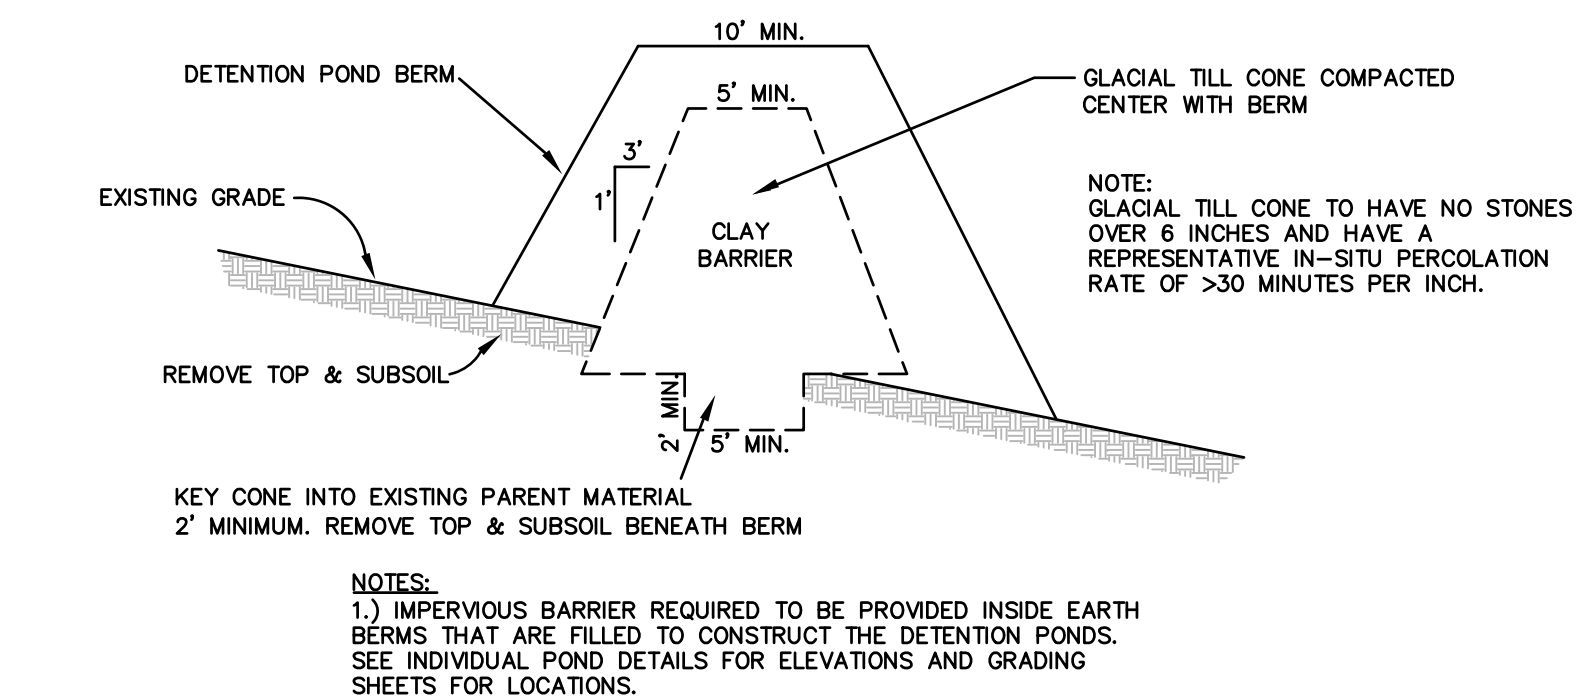 10' MIN.
DETENTION POND BERM
5' MIN.
GLACIAL TILL CONE COMPACTED
CENTER WITH BERM
3'
1'
EXISTING GRADE
NOTE:
GLACIAL TILL CONE TO HAVE NO STONES
OVER 6 INCHES AND HAVE A
REPRESENTATIVE IN-SITU PERCOLATION
RATE OF >30 MINUTES PER INCH.
CLAY
BARRIER
REMOVE TOP & SUBSOIL
2' MIN.
5' MIN.
KEY CONE INTO EXISTING PARENT MATERIAL
2' MINIMUM. REMOVE TOP & SUBSOIL BENEATH BERM
NOTES:
1.) IMPERVIOUS BARRIER REQUIRED TO BE PROVIDED INSIDE EARTH
BERMS THAT ARE FILLED TO CONSTRUCT THE DETENTION PONDS.
SEE INDIVIDUAL POND DETAILS FOR ELEVATIONS AND GRADING
SHEETS FOR LOCATIONS.